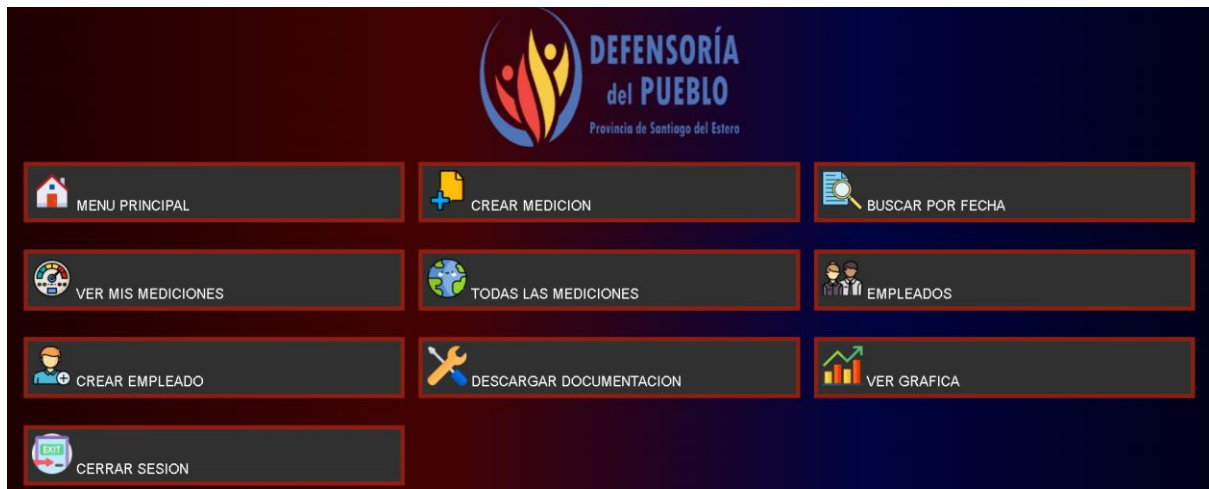 DEFENSORÍA
del PUEBLO
Provincia de Santiago del Estero
MENU PRINCIPAL
CREAR MEDICION
BUSCAR POR FECHA
VER MIS MEDICIONES
TODAS LAS MEDICIONES
EMPLEADOS
CREAR EMPLEADO
DESCARGAR DOCUMENTACION
VER GRAFICA
EXIT
CERRAR SESION